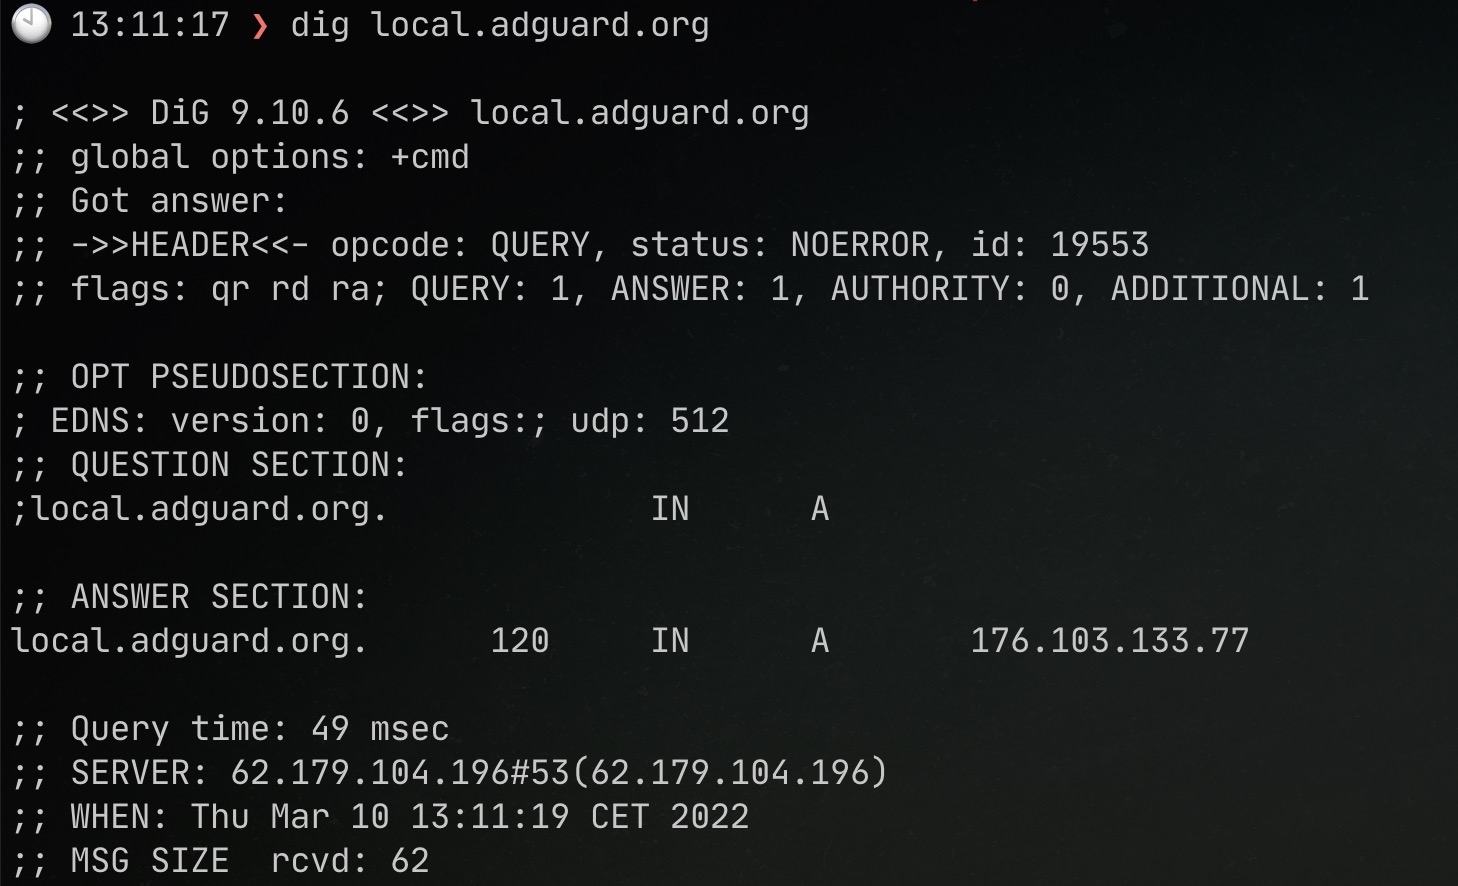 13:11:17 ❯ dig local.adguard.org
; <<>> DiG 9.10.6 <<>> local.adguard.org
;; global options: +cmd
;; Got answer:
;; ->>HEADER<<- opcode: QUERY, status: NOERROR, id: 19553
;; flags: qr rd ra; QUERY: 1, ANSWER: 1, AUTHORITY: 0, ADDITIONAL: 1
;; OPT PSEUDOSECTION:
; EDNS: version: 0, flags:; udp: 512
;; QUESTION SECTION:
;local.adguard.org. IN A
;; ANSWER SECTION:
local.adguard.org. 120 IN A 176.103.133.77
;; Query time: 49 msec
;; SERVER: 62.179.104.196#53(62.179.104.196)
;; WHEN: Thu Mar 10 13:11:19 CET 2022
;; MSG SIZE  rcvd: 62